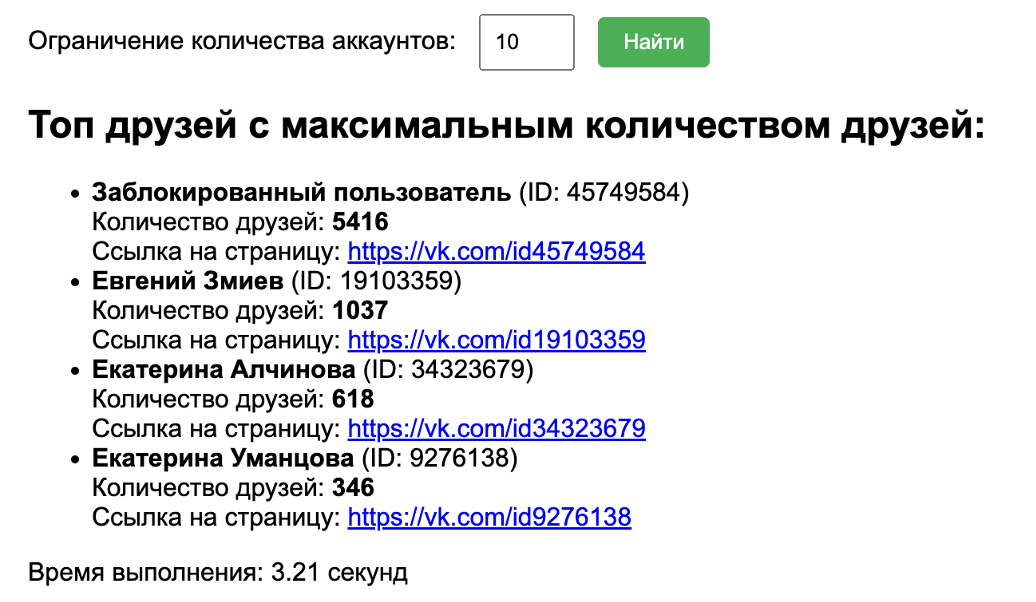 Ограничение количества аккаунтов: 10 Найти
Топ друзей с максимальным количеством друзей:
• Заблокированный пользователь (ID: 45749584)
Количество друзей: 5416
Ссылка на страницу: https://vk.com/id45749584
• Евгений Змиев (ID: 19103359)
Количество друзей: 1037
Ссылка на страницу: https://vk.com/id19103359
• Екатерина Алчинова (ID: 34323679)
Количество друзей: 618
Ссылка на страницу: https://vk.com/id34323679
• Екатерина Уманцова (ID: 9276138)
Количество друзей: 346
Ссылка на страницу: https://vk.com/id9276138
Время выполнения: 3.21 секунд